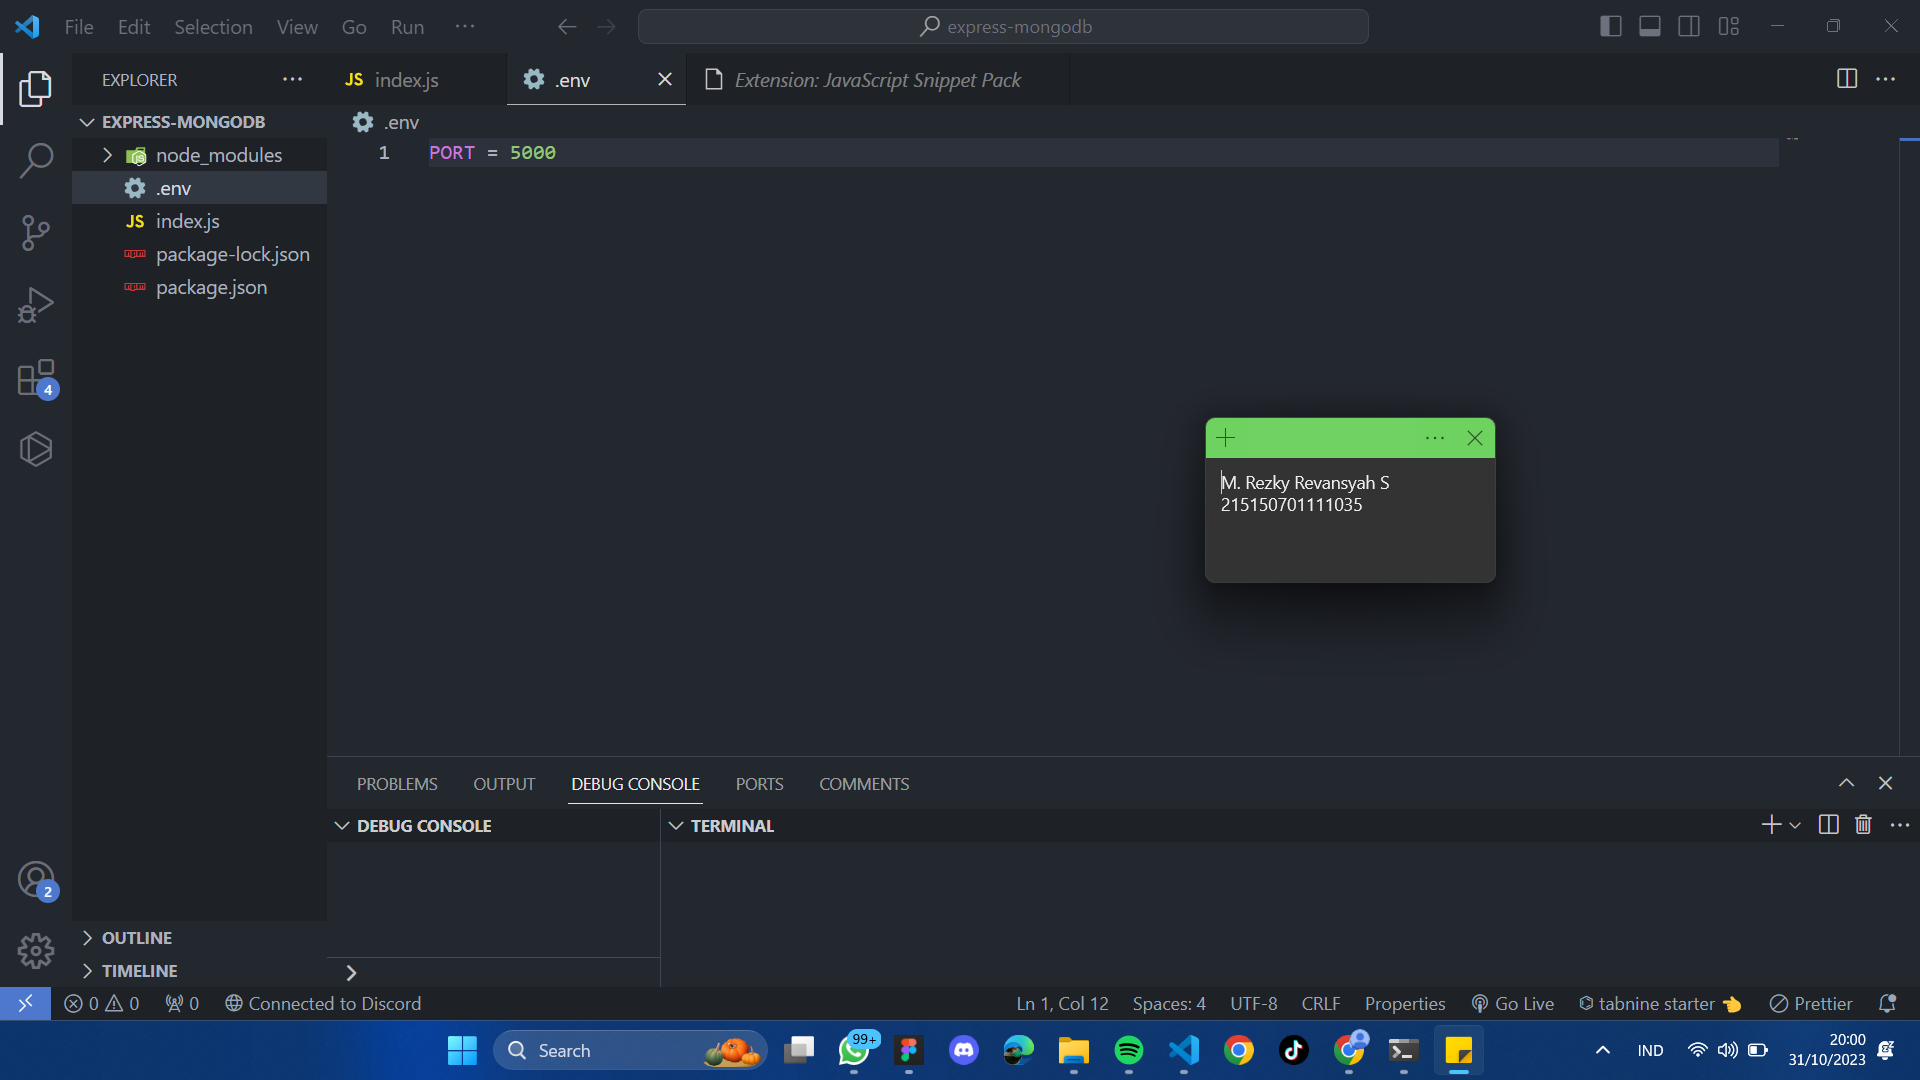 File Edit Selection View Go Run ··· express-mongodb
EXPLORER ···
JS index.js
.env
Extension: JavaScript Snippet Pack
EXPRESS-MONGODB
node_modules
.env
JS index.js
package-lock.json
package.json
.env
1 PORT = 5000
M. Rezky Revansyah S
215150701111035
4
PROBLEMS OUTPUT DEBUG CONSOLE PORTS COMMENTS
DEBUG CONSOLE
TERMINAL
2
OUTLINE
TIMELINE
0 0 0 Connected to Discord Ln 1, Col 12 Spaces: 4 UTF-8 CRLF Properties Go Live tabnine starter Prettier
Search
99+
IND
20:00
31/10/2023